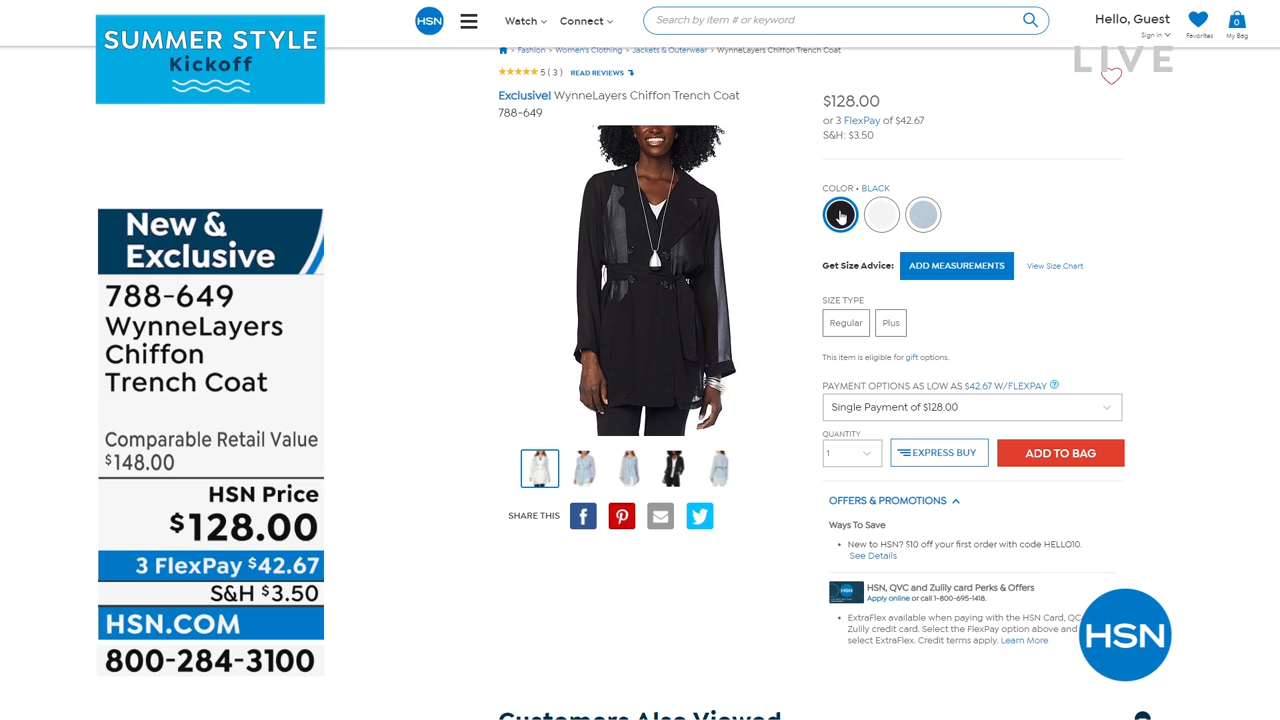 SUMMER STYLE
Kickoff
New &
Exclusive
788-649
WynneLayers
Chiffon
Trench Coat
Comparable Retail Value
$148.00
HSN Price
$128.00
3 FlexPay $42.67
S&H $3.50
HSN.COM
800-284-3100
HSN
Watch
Connect
Search by item # or keyword
Hello, Guest
Sign in
Favorites
0
My Bag
LIVE
> Fashion > Women's Clothing > Jackets & Outerwear > WynneLayers Chiffon Trench Coat
5 ( 3 ) READ REVIEWS
Exclusive! WynneLayers Chiffon Trench Coat
788-649
SHARE THIS
$128.00
or 3 FlexPay of $42.67
S&H: $3.50
COLOR • BLACK
Get Size Advice: ADD MEASUREMENTS View Size Chart
SIZE TYPE
Regular Plus
This item is eligible for gift options.
PAYMENT OPTIONS AS LOW AS $42.67 W/FLEXPAY ?
Single Payment of $128.00
QUANTITY
1 EXPRESS BUY ADD TO BAG
OFFERS & PROMOTIONS
Ways To Save
• New to HSN? $10 off your first order with code HELLO10.
See Details
HSN, QVC and Zulily card Perks & Offers
Apply online or call 1-800-695-1418.
• ExtraFlex available when paying with the HSN Card, QC
Zulily credit card. Select the FlexPay option above and
select ExtraFlex. Credit terms apply. Learn More
HSN
Customers Also Viewed